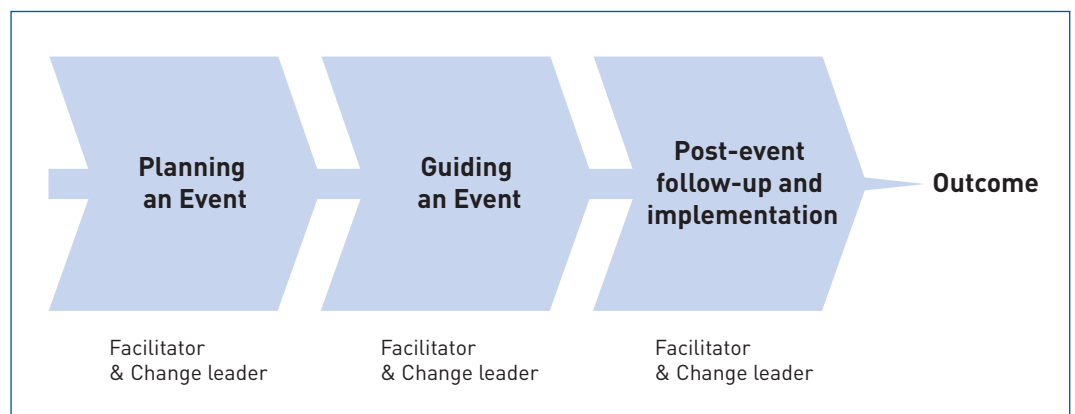 Planning
an Event
Guiding
an Event
Post-event
follow-up and
implementation
Outcome
Facilitator
& Change leader
Facilitator
& Change leader
Facilitator
& Change leader